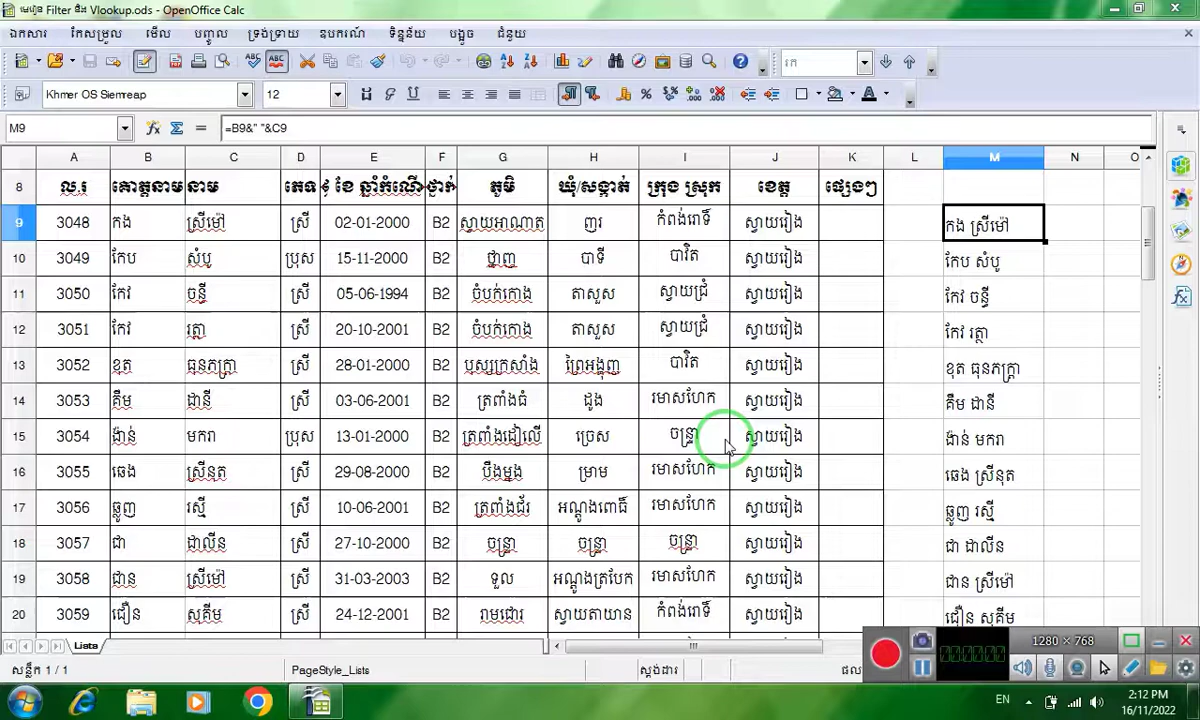 មេរៀន Filter និង Vlookup.ods - OpenOffice Calc
ឯកសារ កែសម្រួល មើល បញ្ចូល ទ្រង់ទ្រាយ ឧបករណ៍ ទិន្នន័យ បង្អួច ជំនួយ
រក
Khmer OS Siemreap 12
M9 =B9&" "&C9
A B C D E F G H I J K L M N O
8 ល.រ គោត្តនាម នាម ភេទ ខែ ឆ្នាំកំណើ ថ្នាក់ ភូមិ ឃុំ/សង្កាត់ ក្រុង ស្រុក ខេត្ត ផ្សេងៗ
9 3048 កង ស្រីម៉ៅ ស្រី 02-01-2000 B2 ស្វាយអាណាត ញរ កំពង់រោទិ៍ ស្វាយរៀង កង ស្រីម៉ៅ
10 3049 កែប សំបូ ប្រុស 15-11-2000 B2 ថ្នាញ បាទី បាវិត ស្វាយរៀង កែប សំបូ
11 3050 កែវ ចន្ធី ស្រី 05-06-1994 B2 ចំបក់កោង តាសួស ស្វាយជ្រំ ស្វាយរៀង កែវ ចន្ធី
12 3051 កែវ រត្ថា ស្រី 20-10-2001 B2 ចំបក់កោង តាសួស ស្វាយជ្រំ ស្វាយរៀង កែវ រត្ថា
13 3052 ខុត ធុនភក្ត្រា ស្រី 28-01-2000 B2 ឫស្សក្រសាំង ព្រៃអង្គុញ បាវិត ស្វាយរៀង ខុត ធុនភក្ត្រា
14 3053 គឹម ដានី ស្រី 03-06-2001 B2 ត្រពាំងធំ ដូង រមាសហែក ស្វាយរៀង គឹម ដានី
15 3054 ង៉ាន់ មករា ប្រុស 13-01-2000 B2 ត្រពាំងដៀលើ ច្រេស ចន្ទ្រា ស្វាយរៀង ង៉ាន់ មករា
16 3055 ឆេង ស្រីនុត ស្រី 29-08-2000 B2 បឹងម្នង ម្រាម រមាសហែក ស្វាយរៀង ឆេង ស្រីនុត
17 3056 ឆ្លូញ រស្មី ស្រី 10-06-2001 B2 ត្រពាំងជ័រ អណ្តូងពោធិ៍ រមាសហែក ស្វាយរៀង ឆ្លូញ រស្មី
18 3057 ជា ដាលីន ស្រី 27-10-2000 B2 ចន្ទ្រា ចន្ទ្រា ចន្ទ្រា ស្វាយរៀង ជា ដាលីន
19 3058 ជាន ស្រីម៉ៅ ស្រី 31-03-2003 B2 ទួល អណ្តូងត្របែក រមាសហែក ស្វាយរៀង ជាន ស្រីម៉ៅ
20 3059 ជឿន សុគឹម ស្រី 24-12-2001 B2 រាមជោរ ស្វាយតាយាន កំពង់រោទិ៍ ស្វាយរៀង ជឿន សុគឹម
Lists
1280 × 768
សន្លឹក 1 / 1 PageStyle_Lists ស្តង់ដារ ផល
EN 2:12 PM
16/11/2022